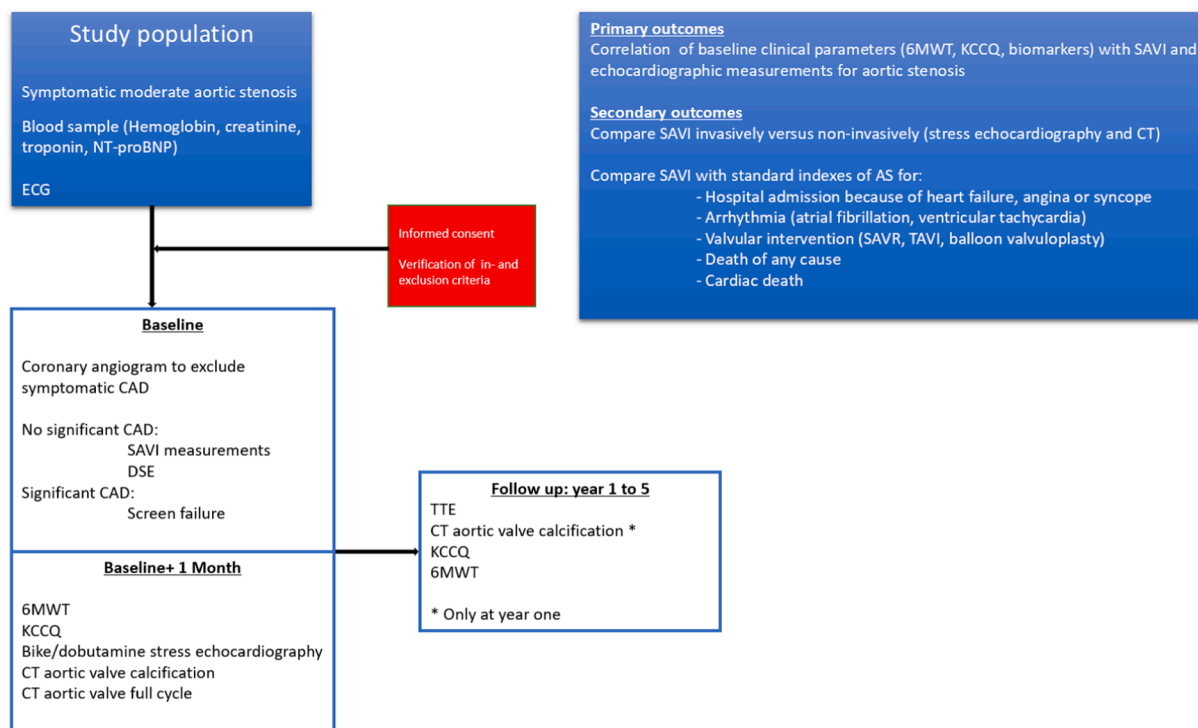 Study population
Symptomatic moderate aortic stenosis
Blood sample (Hemoglobin, creatinine,
troponin, NT-proBNP)
ECG
Informed consent
Verification of in- and
exclusion criteria
Primary outcomes
Correlation of baseline clinical parameters (6MWT, KCCQ, biomarkers) with SAVI and
echocardiographic measurements for aortic stenosis
Secondary outcomes
Compare SAVI invasively versus non-invasively (stress echocardiography and CT)
Compare SAVI with standard indexes of AS for:
- Hospital admission because of heart failure, angina or syncope
- Arrhythmia (atrial fibrillation, ventricular tachycardia)
- Valvular intervention (SAVR, TAVI, balloon valvuloplasty)
- Death of any cause
- Cardiac death
Baseline
Coronary angiogram to exclude
symptomatic CAD
No significant CAD:
SAVI measurements
DSE
Significant CAD:
Screen failure
Baseline+ 1 Month
6MWT
KCCQ
Bike/dobutamine stress echocardiography
CT aortic valve calcification
CT aortic valve full cycle
Follow up: year 1 to 5
TTE
CT aortic valve calcification *
KCCQ
6MWT
* Only at year one